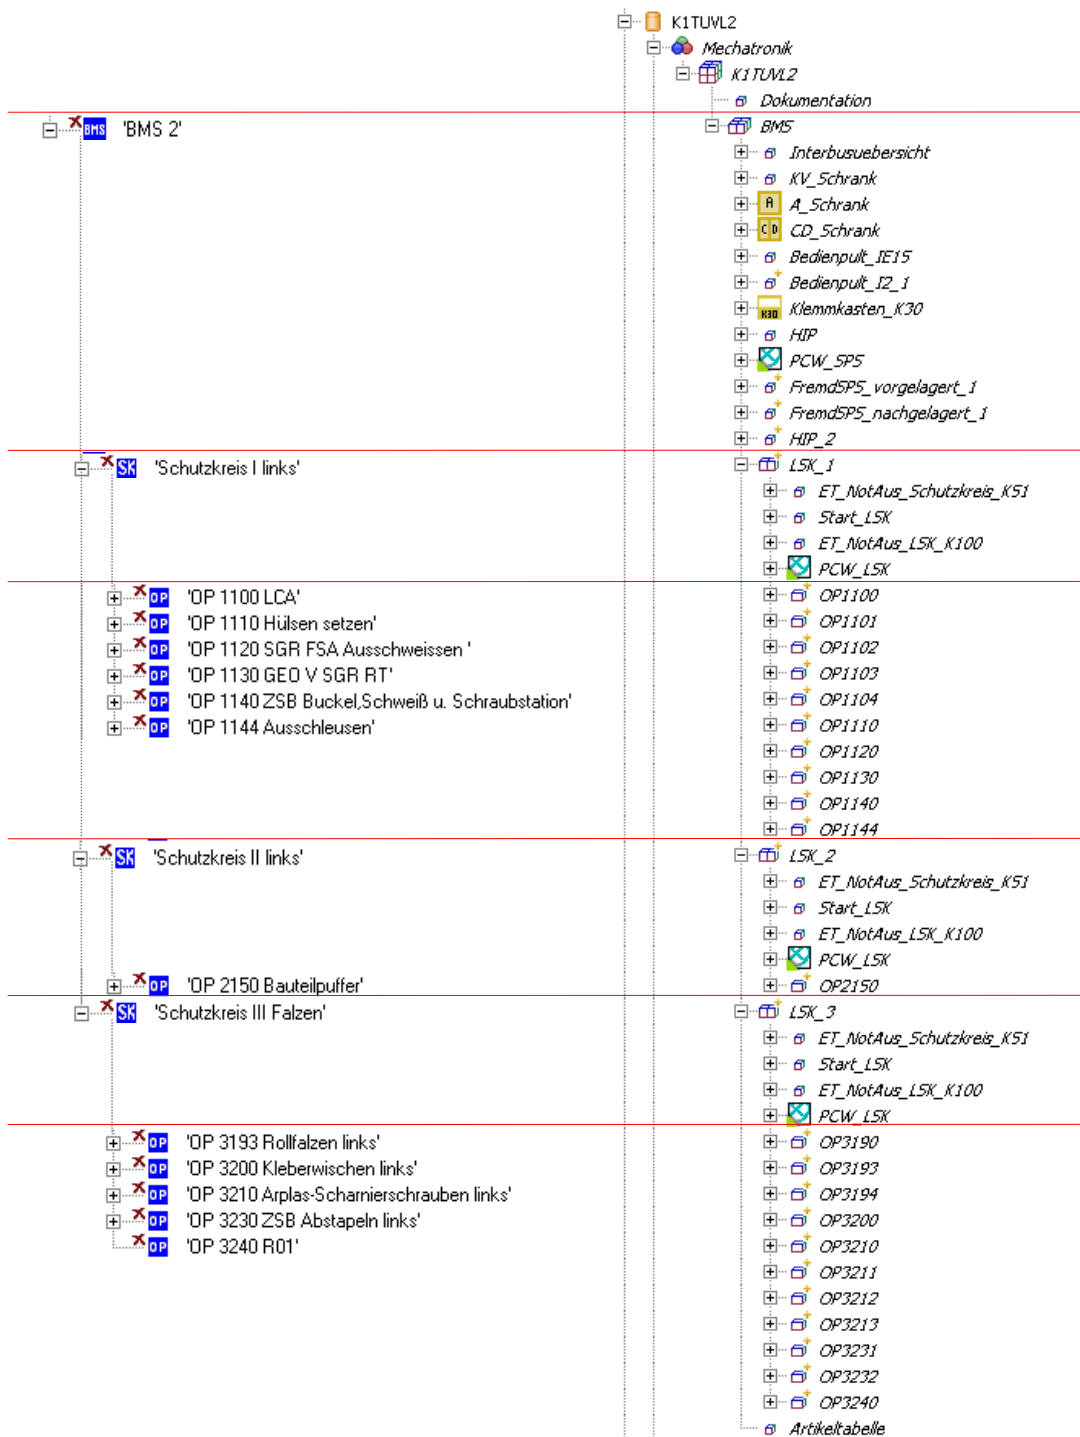 K1TUVL2
Mechatronik
K1TUVL2
Dokumentation
BMS 'BMS 2' BMS
Interbusuebersicht
KV_Schrank
A A_Schrank
C D CD_Schrank
Bedienpult_IE15
Bedienpult_I2_1
K30 Klemmkasten_K30
HIP
PCW_SPS
FremdSPS_vorgelagert_1
FremdSPS_nachgelagert_1
HIP_2
SK 'Schutzkreis I links' LSK_1
ET_NotAus_Schutzkreis_K51
Start_LSK
ET_NotAus_LSK_K100
PCW_LSK
OP 'OP 1100 LCA' OP1100
OP 'OP 1110 Hülsen setzen' OP1101
OP 'OP 1120 SGR FSA Ausschweissen ' OP1102
OP 'OP 1130 GEO V SGR RT' OP1103
OP 'OP 1140 ZSB Buckel,Schweiß u. Schraubstation' OP1104
OP 'OP 1144 Ausschleusen' OP1110
OP1120
OP1130
OP1140
OP1144
SK 'Schutzkreis II links' LSK_2
ET_NotAus_Schutzkreis_K51
Start_LSK
ET_NotAus_LSK_K100
PCW_LSK
OP 'OP 2150 Bauteilpuffer' OP2150
SK 'Schutzkreis III Falzen' LSK_3
ET_NotAus_Schutzkreis_K51
Start_LSK
ET_NotAus_LSK_K100
PCW_LSK
OP 'OP 3193 Rollfalzen links' OP3190
OP 'OP 3200 Kleberwischen links' OP3193
OP 'OP 3210 Arplas-Scharnierschrauben links' OP3194
OP 'OP 3230 ZSB Abstapeln links' OP3200
OP 'OP 3240 R01' OP3210
OP3211
OP3212
OP3213
OP3231
OP3232
OP3240
Artikeltabelle